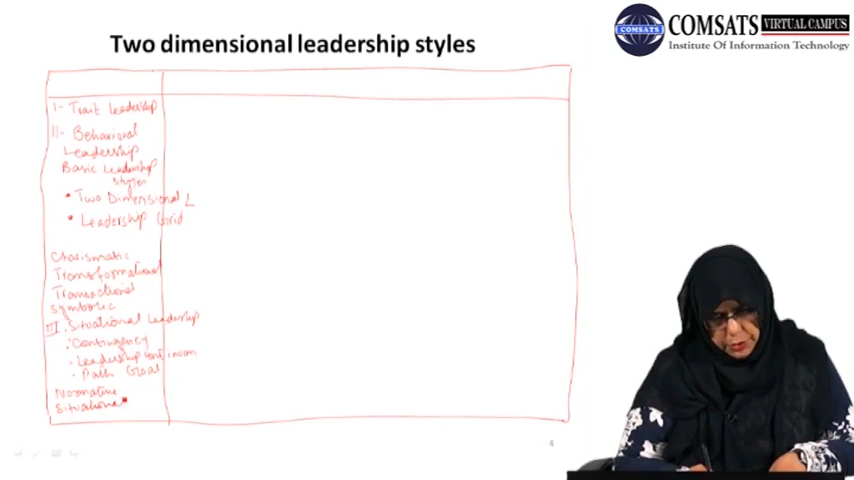 Two dimensional leadership styles
COMSATS
COMSATS VIRTUAL CAMPUS
Institute Of Information Technology
I- Trait Leadership
II- Behavioral
Leadership
Basic Leadership
Styles
• Two Dimensional L
• Leadership Grid
Charismatic
Transformational
Transactional
Symbolic
III. Situational Leadership
• Contingency
• Leadership Continuum
• Path Goal
Normative
Situational
4